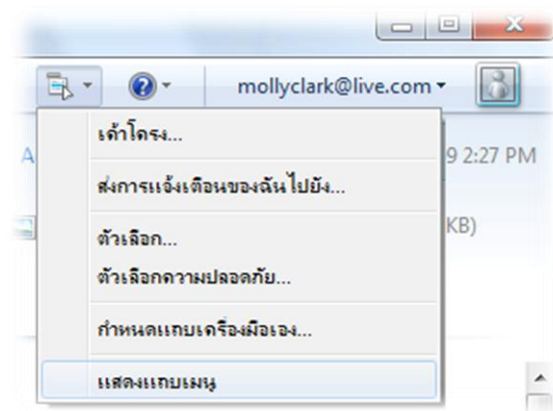 mollyclark@live.com
เค้าโครง...
9 2:27 PM
ส่งการแจ้งเตือนของฉันไปยัง...
KB)
ตัวเลือก...
ตัวเลือกความปลอดภัย...
กำหนดแถบเครื่องมือเอง...
แสดงแถบเมนู